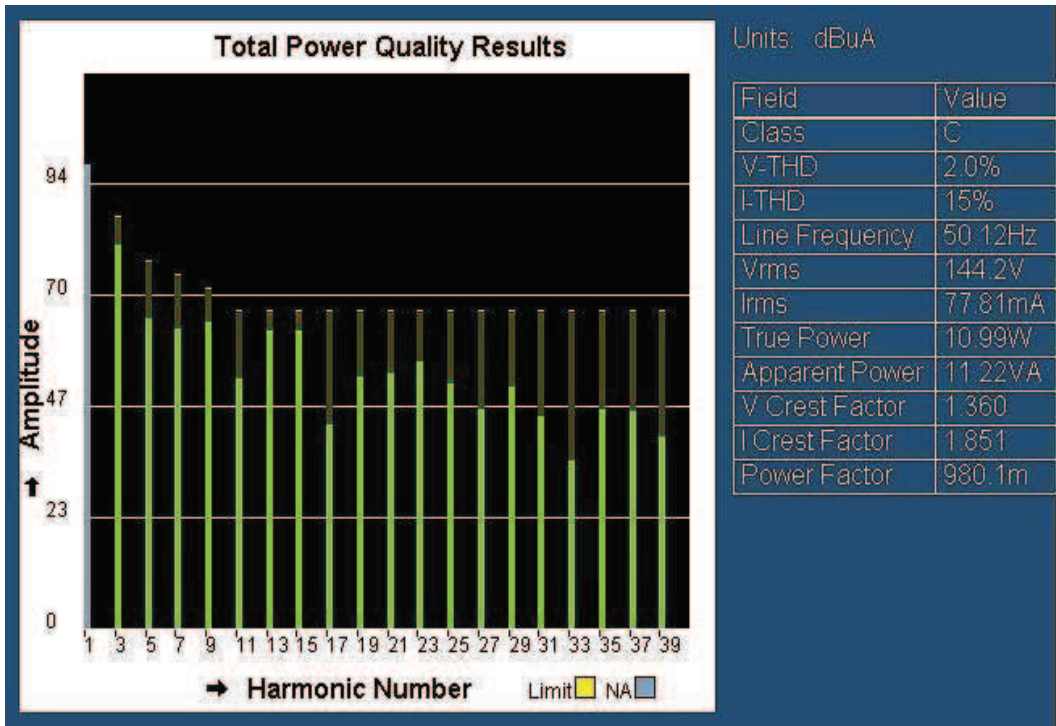 Total Power Quality Results
Units: dBuA
Field Value
Class C
V-THD 2.0%
I-THD 15%
Line Frequency 50.12Hz
Vrms 144.2V
Irms 77.81mA
True Power 10.99W
Apparent Power 11.22VA
V Crest Factor 1.360
I Crest Factor 1.851
Power Factor 980.1m
94
70
47
23
0
Amplitude
1 3 5 7 9 11 13 15 17 19 21 23 25 27 29 31 33 35 37 39
Harmonic Number
Limit NA